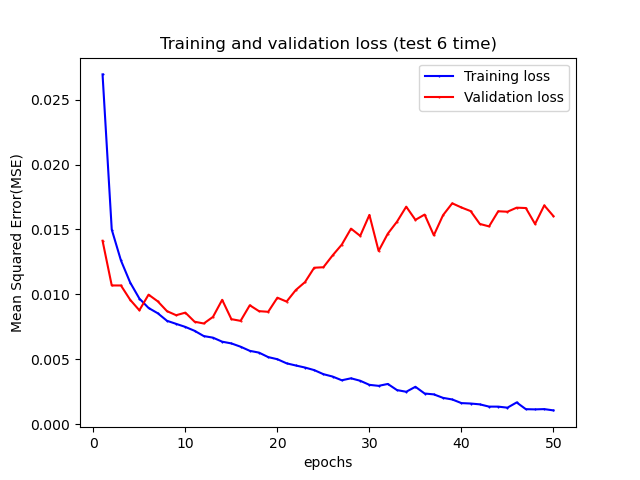 Training and validation loss (test 6 time)
Training loss
Validation loss
Mean Squared Error(MSE)
0.025
0.020
0.015
0.010
0.005
0.000
0 10 20 30 40 50
epochs